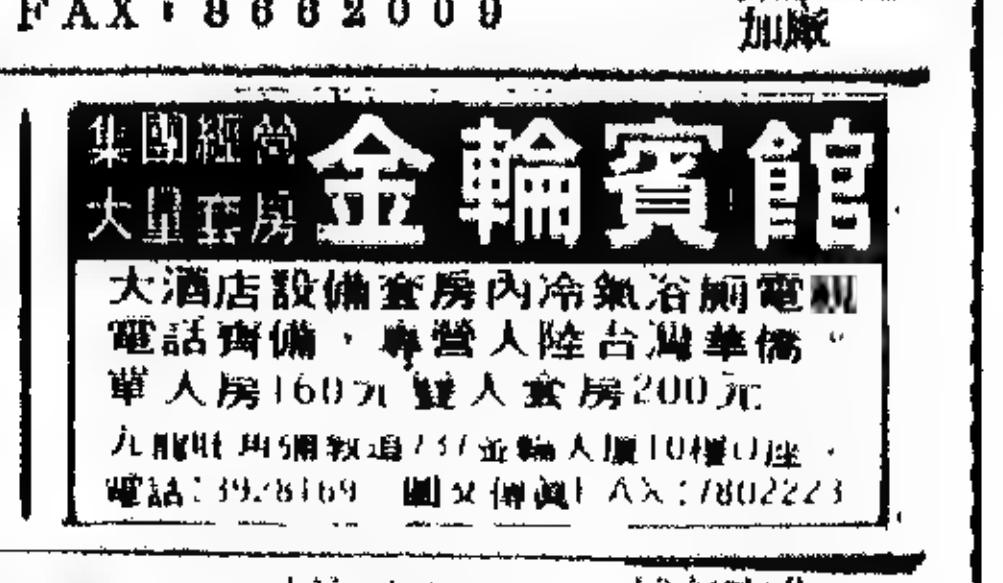 FAX:8662009
加厰
集團經營
大量套房
金輪賓館
大酒店設備套房內冷氣浴廁電視
電話齊備,專營大陸台灣華僑。
單人房160元雙人套房200元
九龍旺角彌敦道737金輪大厦10樓 座,
電話:3928169 圖文傳真FAX:7802223